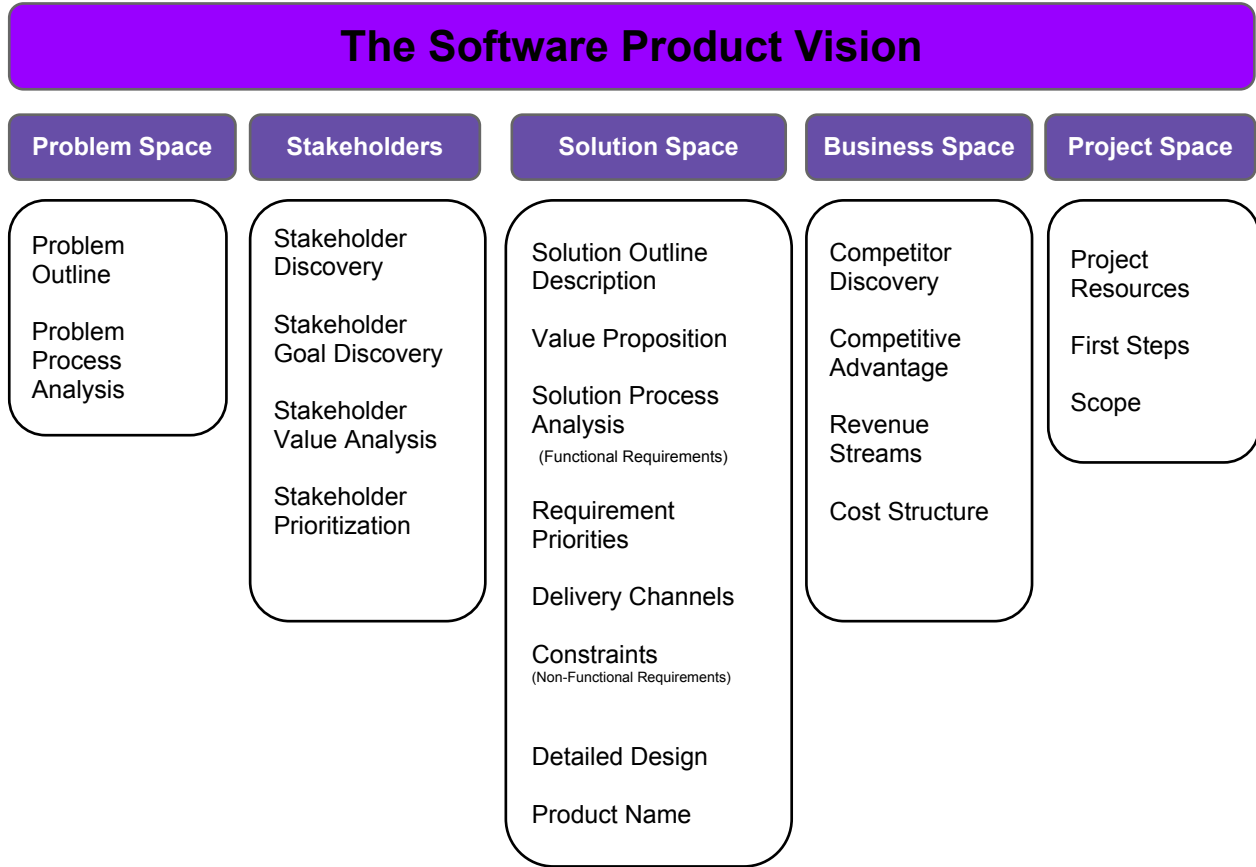 The Software Product Vision
Problem Space
Stakeholders
Solution Space
Business Space
Project Space
Problem
Outline
Problem
Process
Analysis
Stakeholder
Discovery
Stakeholder
Goal Discovery
Stakeholder
Value Analysis
Stakeholder
Prioritization
Solution Outline
Description
Value Proposition
Solution Process
Analysis
(Functional Requirements)
Requirement
Priorities
Delivery Channels
Constraints
(Non-Functional Requirements)
Detailed Design
Product Name
Competitor
Discovery
Competitive
Advantage
Revenue
Streams
Cost Structure
Project
Resources
First Steps
Scope